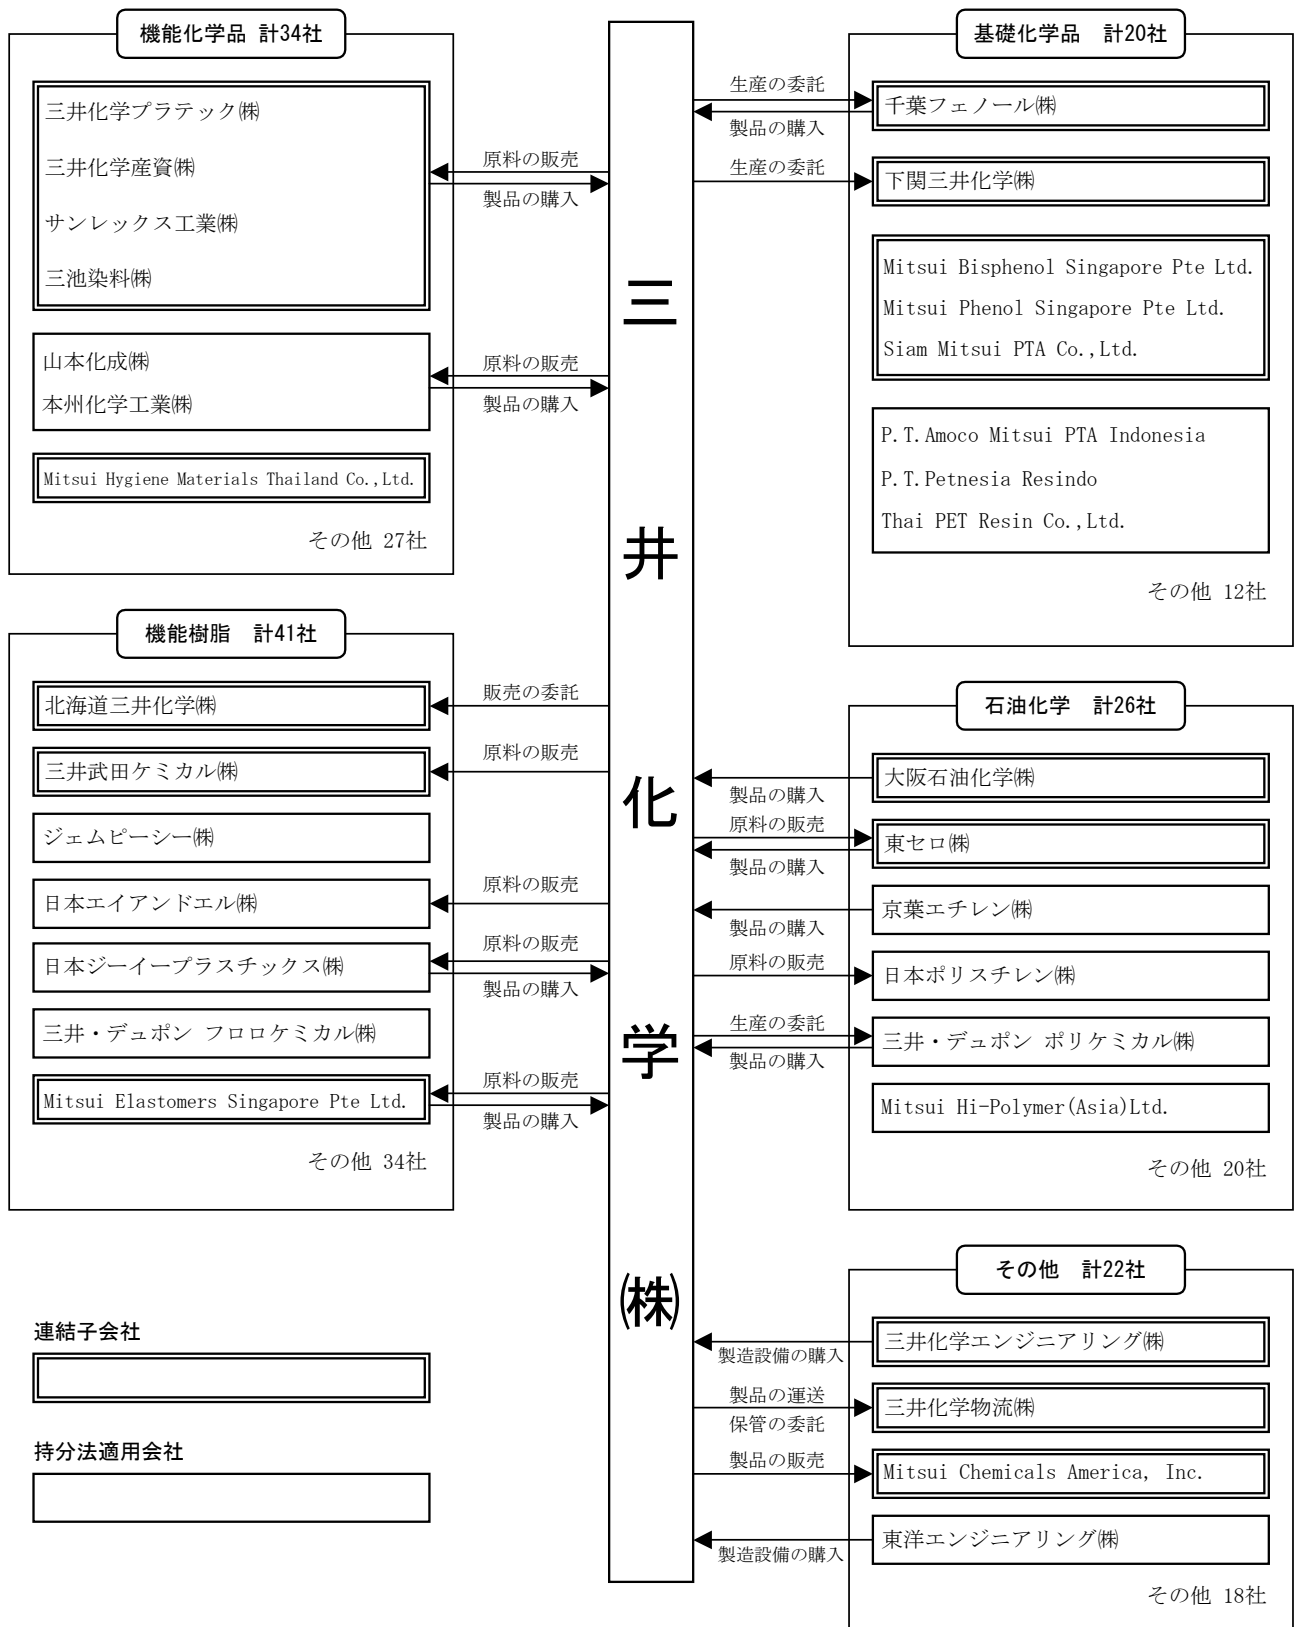 機能化学品 計34社
三井化学プラテック㈱
三井化学産資㈱
サンレックス工業㈱
三池染料㈱
原料の販売
製品の購入
山本化成㈱
本州化学工業㈱
原料の販売
製品の購入
Mitsui Hygiene Materials Thailand Co.,Ltd.
その他 27社
機能樹脂 計41社
北海道三井化学㈱
販売の委託
三井武田ケミカル㈱
原料の販売
ジェムピーシー㈱
日本エイアンドエル㈱
原料の販売
日本ジーイープラスチックス㈱
原料の販売
製品の購入
三井・デュポン フロロケミカル㈱
Mitsui Elastomers Singapore Pte Ltd.
原料の販売
製品の購入
その他 34社
連結子会社
持分法適用会社
三
井
化
学
㈱
基礎化学品 計20社
生産の委託
千葉フェノール㈱
製品の購入
生産の委託
下関三井化学㈱
Mitsui Bisphenol Singapore Pte Ltd.
Mitsui Phenol Singapore Pte Ltd.
Siam Mitsui PTA Co.,Ltd.
P.T.Amoco Mitsui PTA Indonesia
P.T.Petnesia Resindo
Thai PET Resin Co.,Ltd.
その他 12社
石油化学 計26社
大阪石油化学㈱
製品の購入
原料の販売
東セロ㈱
製品の購入
京葉エチレン㈱
製品の購入
原料の販売
日本ポリスチレン㈱
生産の委託
三井・デュポン ポリケミカル㈱
製品の購入
Mitsui Hi-Polymer(Asia)Ltd.
その他 20社
その他 計22社
三井化学エンジニアリング㈱
製造設備の購入
製品の運送
三井化学物流㈱
保管の委託
製品の販売
Mitsui Chemicals America, Inc.
東洋エンジニアリング㈱
製造設備の購入
その他 18社